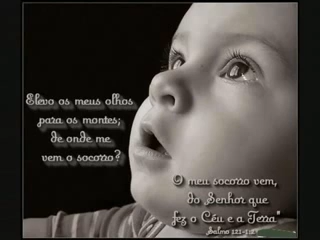 Elevo os meus olhos
para os montes;
de onde me
vem o socorro?
O meu socorro vem,
do Senhor que
fez o Céu e a Terra"
Salmo 121-1:2